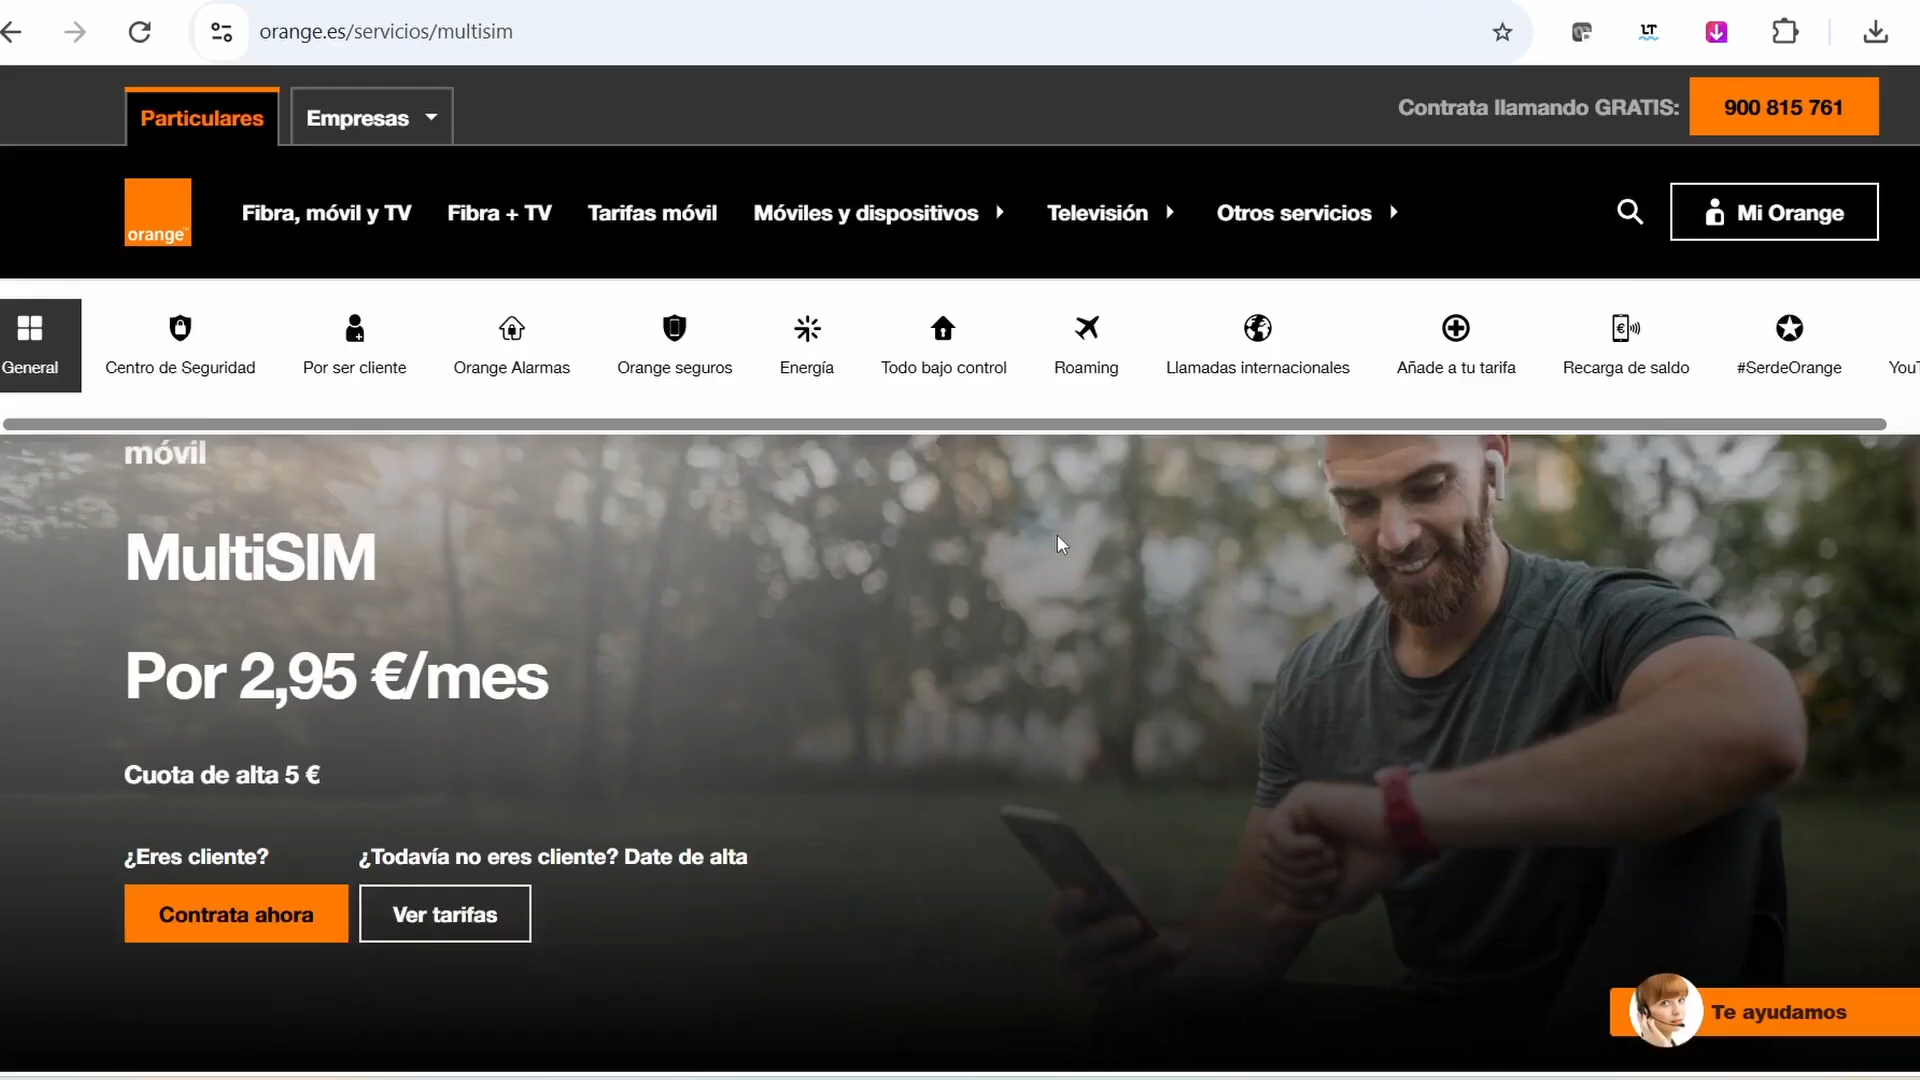 orange.es/servicios/multisim
LT
Particulares
Empresas
Contrata llamando GRATIS:
900 815 761
orange
Fibra, móvil y TV
Fibra + TV
Tarifas móvil
Móviles y dispositivos
Televisión
Otros servicios
Mi Orange
General
Centro de Seguridad
Por ser cliente
Orange Alarmas
Orange seguros
Energía
Todo bajo control
Roaming
Llamadas internacionales
Añade a tu tarifa
Recarga de saldo
#SerdeOrange
YouT
móvil
MultiSIM
Por 2,95 €/mes
Cuota de alta 5 €
¿Eres cliente?
¿Todavía no eres cliente? Date de alta
Contrata ahora
Ver tarifas
Te ayudamos